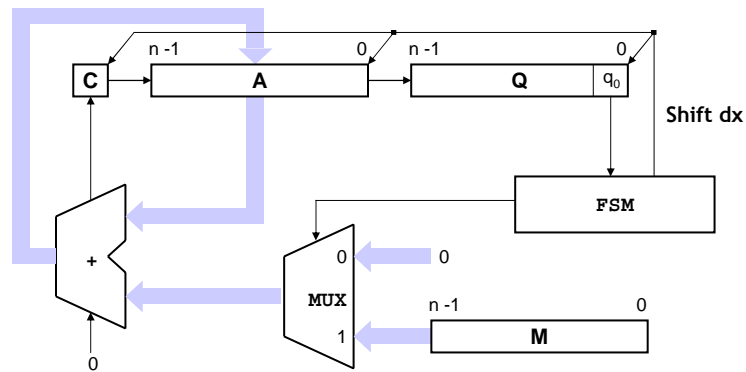 n -1 0 n -1 0
C A Q q0
Shift dx
FSM
+
0
MUX
0 0
1
n -1 0
M